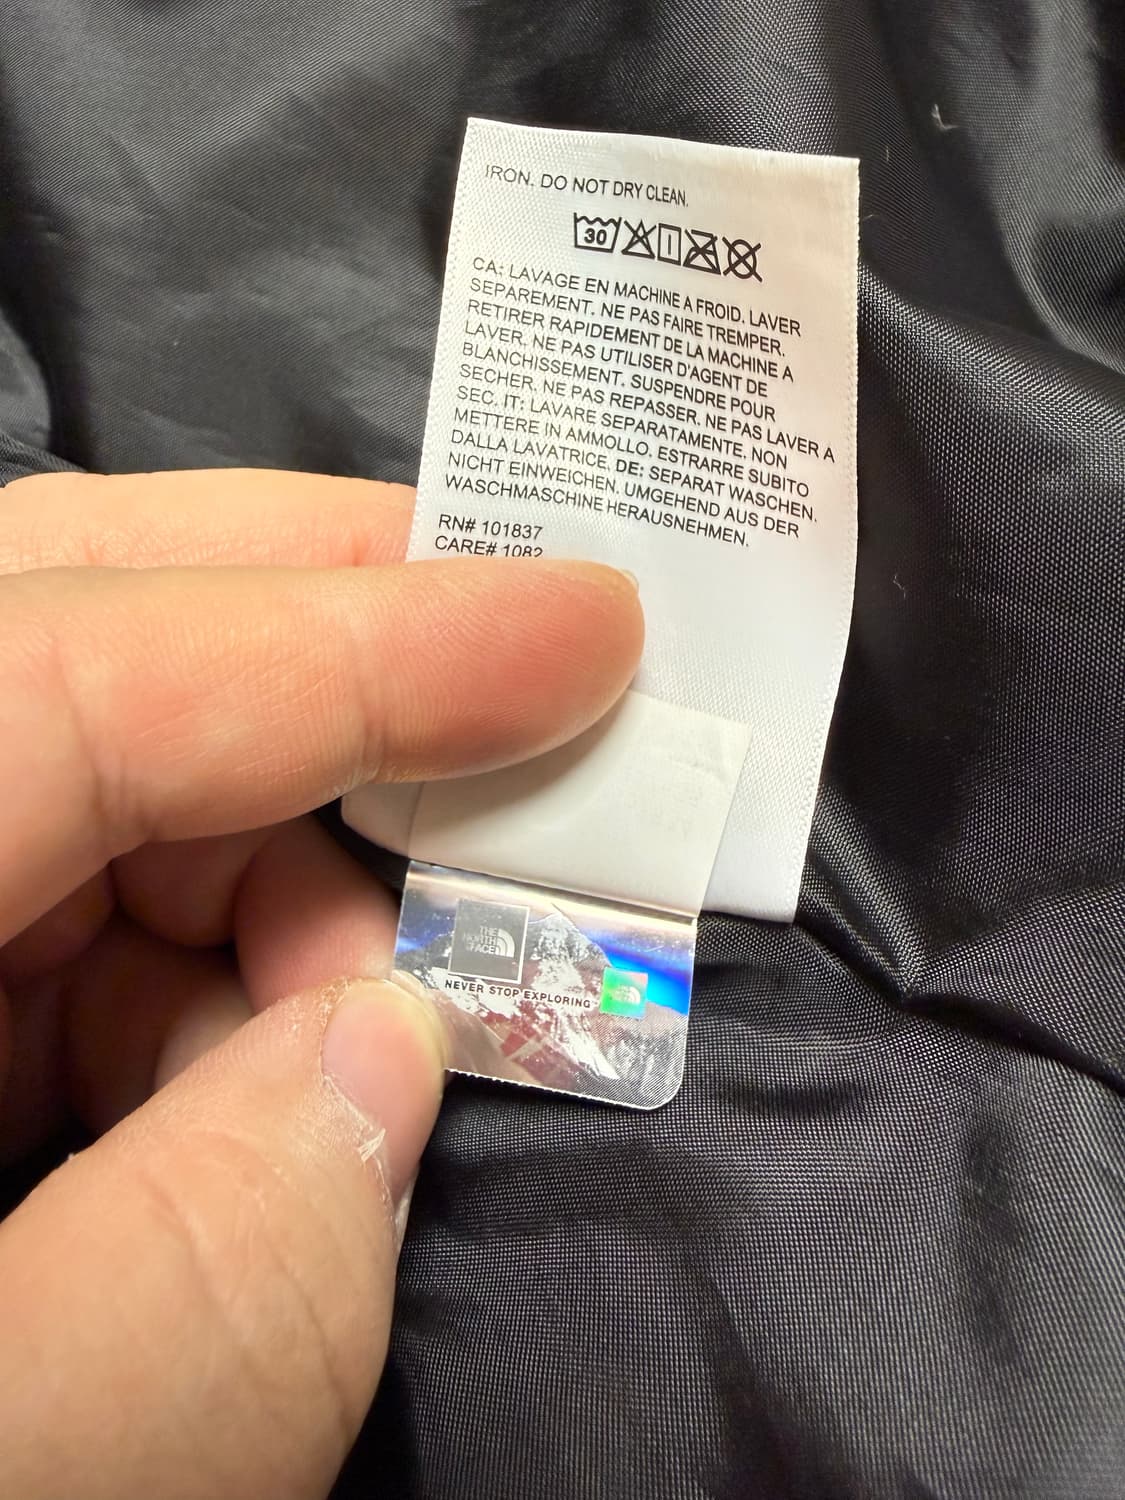 IRON. DO NOT DRY CLEAN.
30
CA: LAVAGE EN MACHINE A FROID. LAVER
SEPAREMENT. NE PAS FAIRE TREMPER.
RETIRER RAPIDEMENT DE LA MACHINE A
LAVER. NE PAS UTILISER D'AGENT DE
BLANCHISSEMENT. SUSPENDRE POUR
SECHER. NE PAS REPASSER. NE PAS LAVER A
SEC. IT: LAVARE SEPARATAMENTE. NON
METTERE IN AMMOLLO. ESTRARRE SUBITO
DALLA LAVATRICE. DE: SEPARAT WASCHEN.
NICHT EINWEICHEN. UMGEHEND AUS DER
WASCHMASCHINE HERAUSNEHMEN.
RN# 101837
CARE# 1082
THE
NORTH
FACE
NEVER STOP EXPLORING